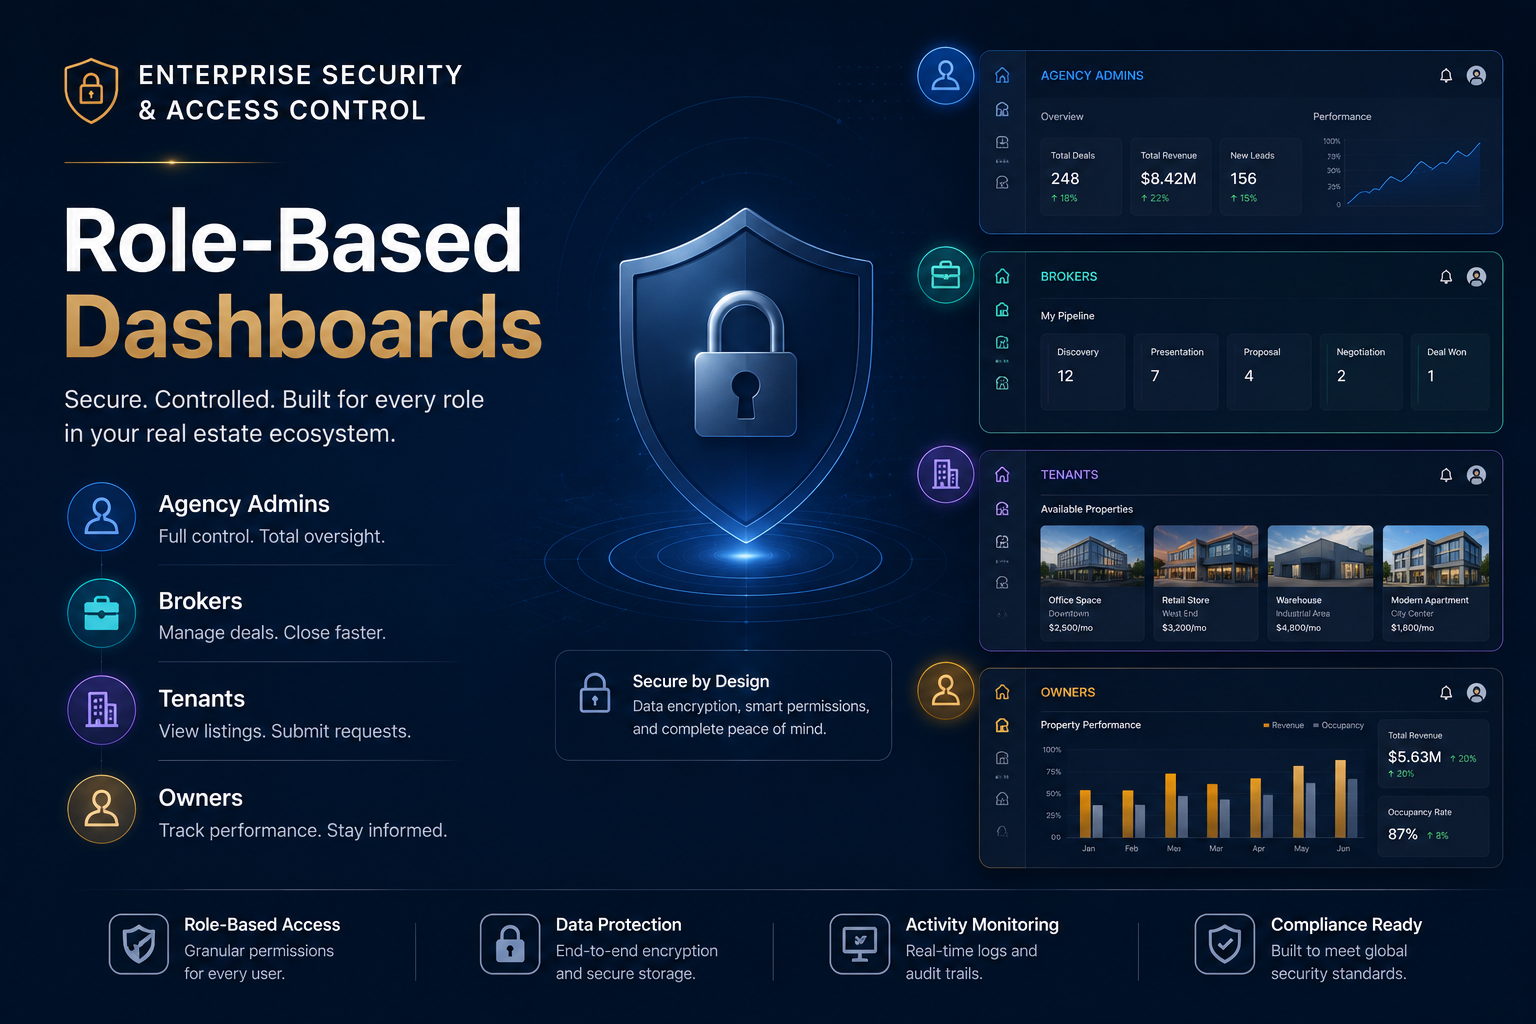 ENTERPRISE SECURITY
& ACCESS CONTROL
Role-Based
Dashboards
Secure. Controlled. Built for every role
in your real estate ecosystem.
Agency Admins
Full control. Total oversight.
Brokers
Manage deals. Close faster.
Tenants
View listings. Submit requests.
Owners
Track performance. Stay informed.
Secure by Design
Data encryption, smart permissions,
and complete peace of mind.
AGENCY ADMINS
Overview
Total Deals
248
↑ 18%
Total Revenue
$8.42M
↑ 22%
New Leads
156
↑ 15%
Performance
100%
75%
25%
0
BROKERS
My Pipeline
Discovery
12
Presentation
7
Proposal
4
Negotiation
2
Deal Won
1
TENANTS
Available Properties
Office Space
Downtown
$2,500/mo
Retail Store
West End
$3,200/mo
Warehouse
Industrial Area
$4,800/mo
Modern Apartment
City Center
$1,800/mo
OWNERS
Property Performance
Revenue
Occupancy
100%
75%
50%
25%
00
Jan
Feb
Mar
Apr
May
Jun
Total Revenue
$5.63M ↑ 20%
↑ 20%
Occupancy Rate
87% ↑ 8%
Role-Based Access
Granular permissions
for every user.
Data Protection
End-to-end encryption
and secure storage.
Activity Monitoring
Real-time logs and
audit trails.
Compliance Ready
Built to meet global
security standards.